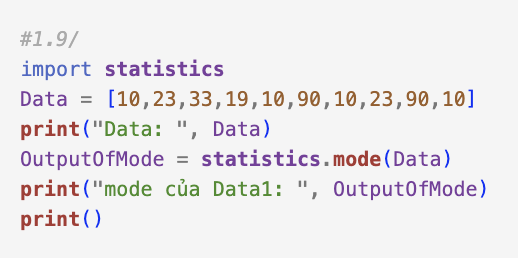 #1.9/
import statistics
Data = [10,23,33,19,10,90,10,23,90,10]
print("Data: ", Data)
OutputOfMode = statistics.mode(Data)
print("mode của Data1: ", OutputOfMode)
print()